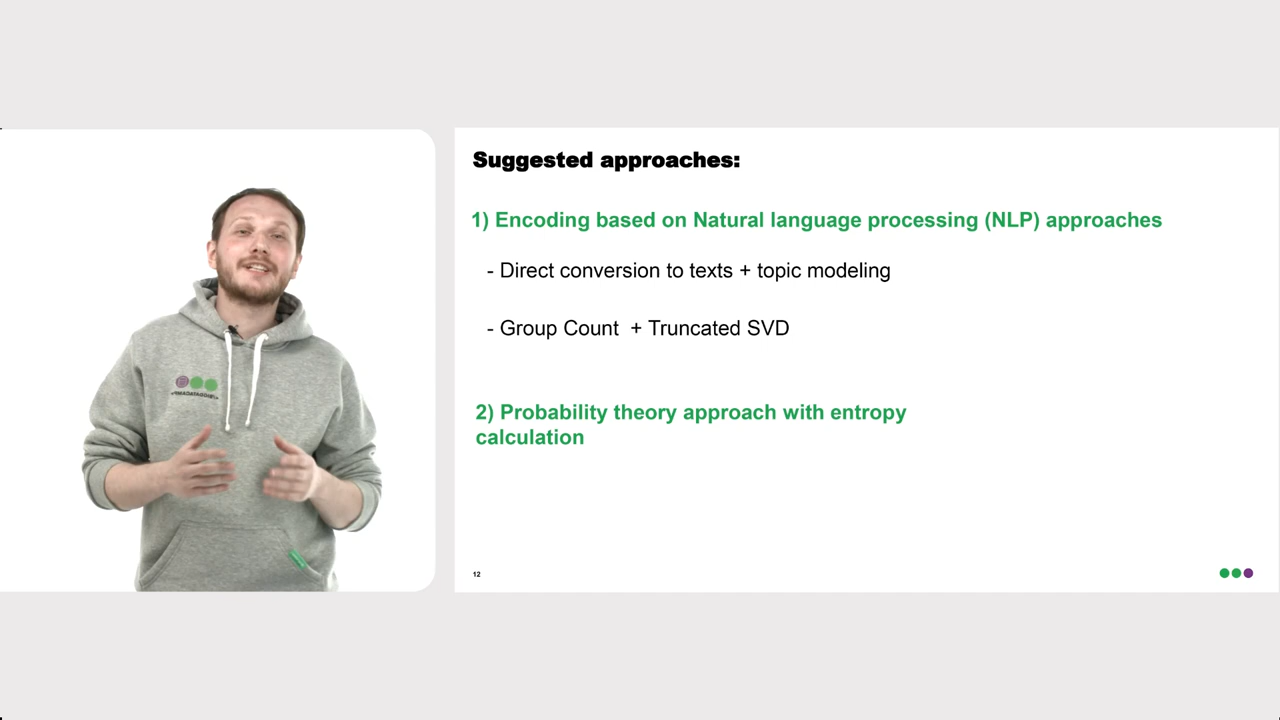 Suggested approaches:
1) Encoding based on Natural language processing (NLP) approaches
- Direct conversion to texts + topic modeling
- Group Count + Truncated SVD
2) Probability theory approach with entropy
calculation
12